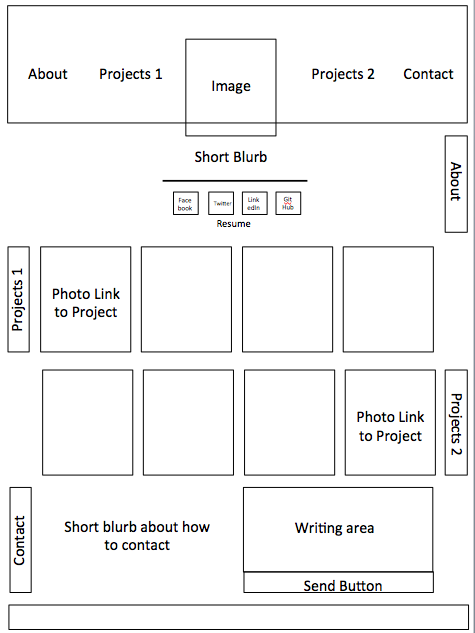 About
Projects 1
Image
Projects 2
Contact
Short Blurb
About
Face
book
Twitter
Link
edIn
Git
Hub
Resume
Projects 1
Photo Link
to Project
Photo Link
to Project
Projects 2
Contact
Short blurb about how
to contact
Writing area
Send Button